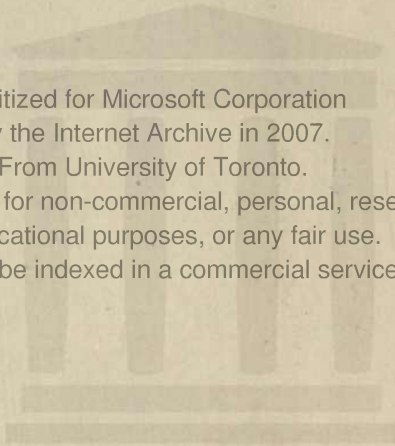 itized for Microsoft Corporation
the Internet Archive in 2007.
From University of Toronto.
for non-commercial, personal, rese
cational purposes, or any fair use.
be indexed in a commercial service